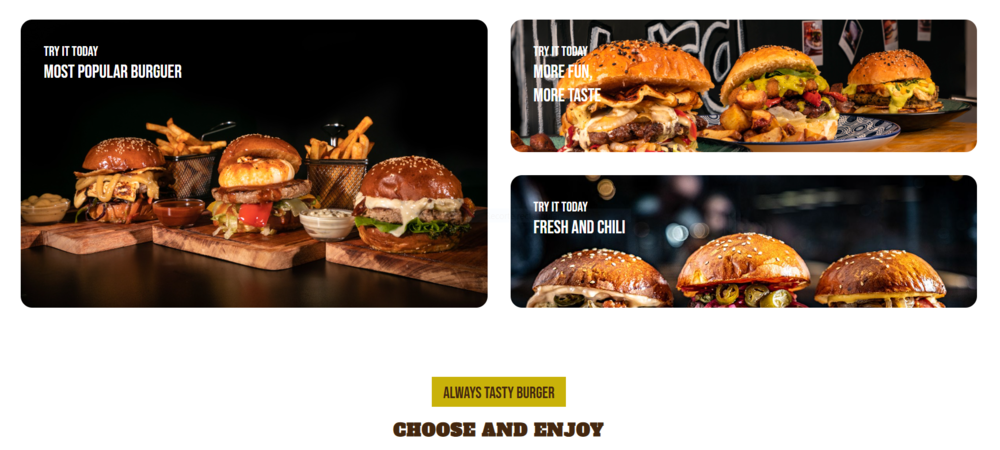 TRY IT TODAY
MOST POPULAR BURGUER
TRY IT TODAY
MORE FUN,
MORE TASTE
TRY IT TODAY
FRESH AND CHILI
ALWAYS TASTY BURGER
CHOOSE AND ENJOY